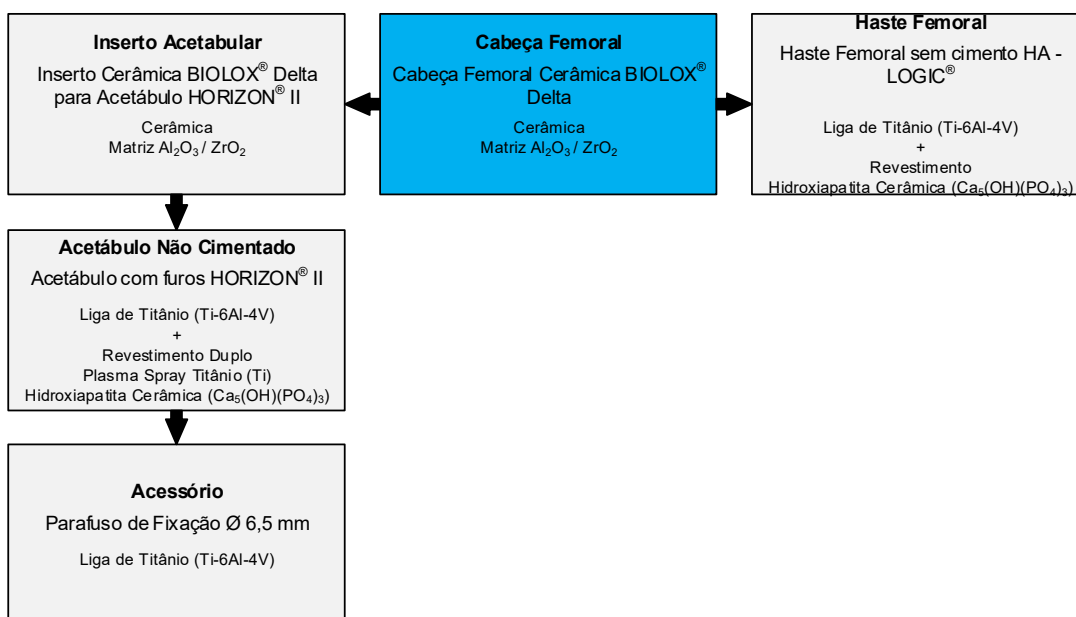 Inserto Acetabular
Inserto Cerâmica BIOLOX® Delta
para Acetábulo HORIZON® II
Cerâmica
Matriz Al₂O₃ / ZrO₂
Cabeça Femoral
Cabeça Femoral Cerâmica BIOLOX®
Delta
Cerâmica
Matriz Al₂O₃ / ZrO₂
Haste Femoral
Haste Femoral sem cimento HA -
LOGIC®
Liga de Titânio (Ti-6Al-4V)
+
Revestimento
Hidroxiapatita Cerâmica (Ca₅(OH)(PO₄)₃)
Acetábulo Não Cimentado
Acetábulo com furos HORIZON® II
Liga de Titânio (Ti-6Al-4V)
+
Revestimento Duplo
Plasma Spray Titânio (Ti)
Hidroxiapatita Cerâmica (Ca₅(OH)(PO₄)₃)
Acessório
Parafuso de Fixação Ø 6,5 mm
Liga de Titânio (Ti-6Al-4V)